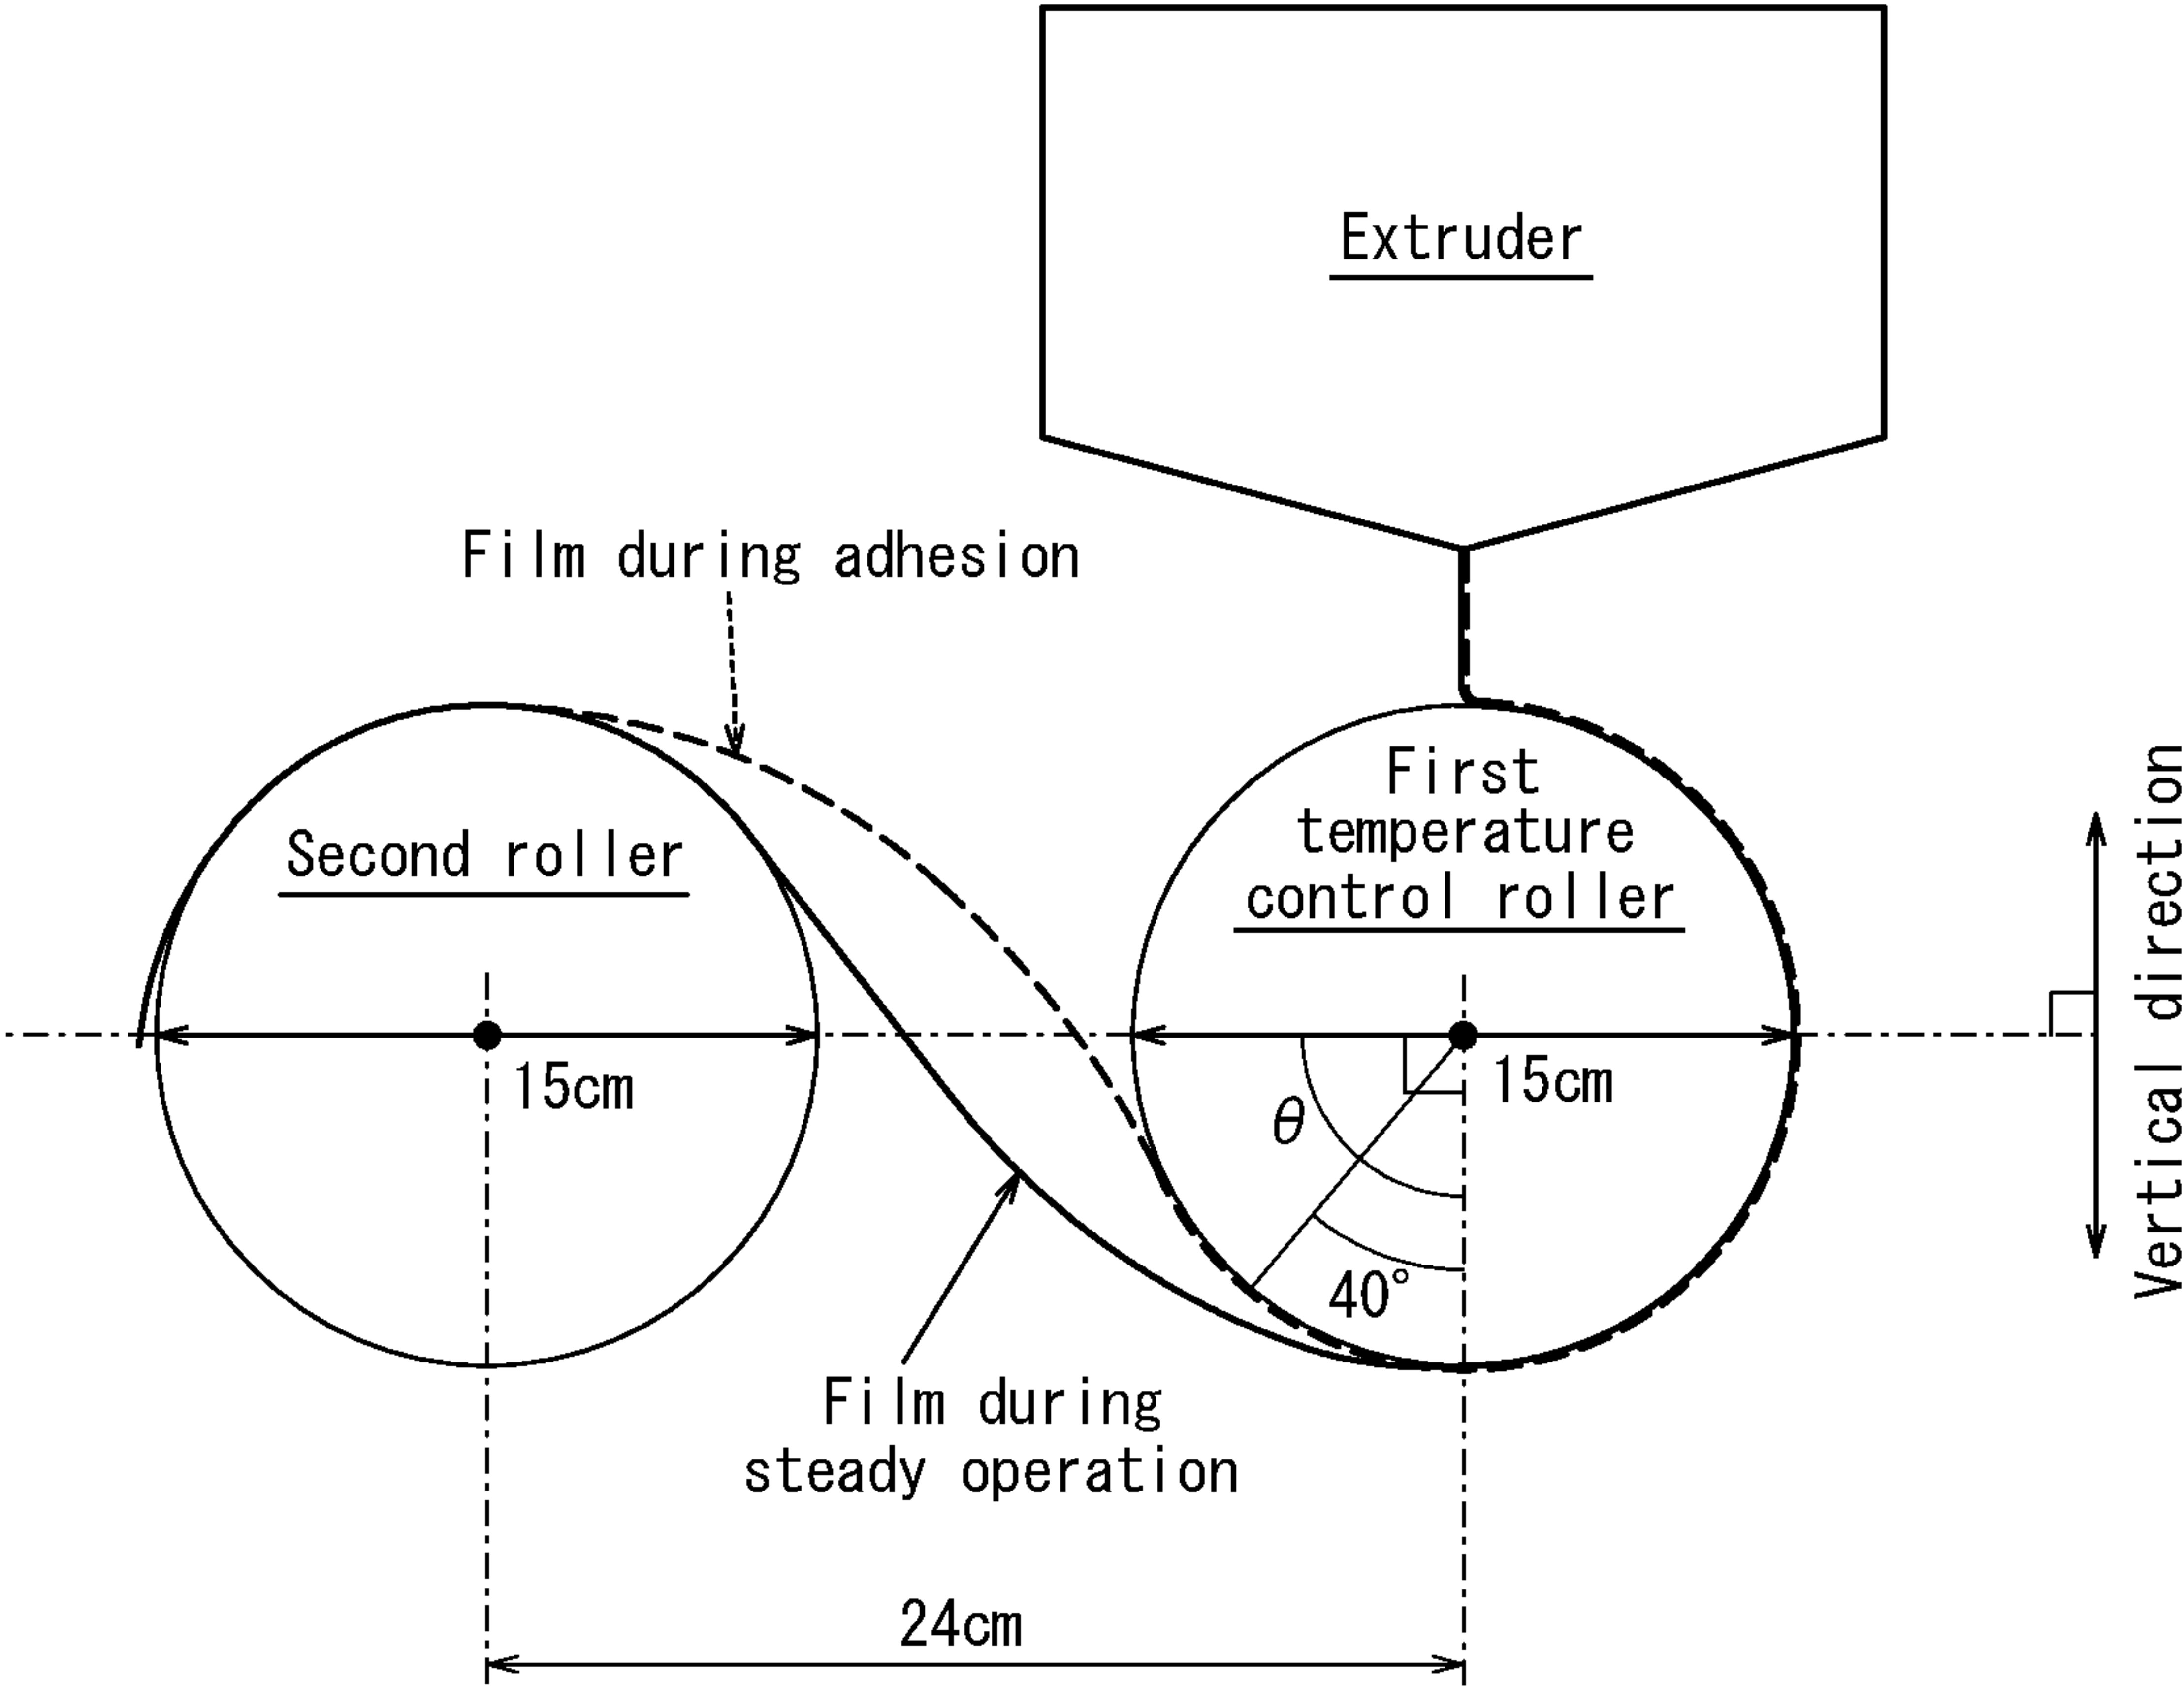 Extruder
Film during adhesion
First
temperature
control roller
Second roller
15cm
15cm
θ
40°
Vertical direction
Film during
steady operation
24cm